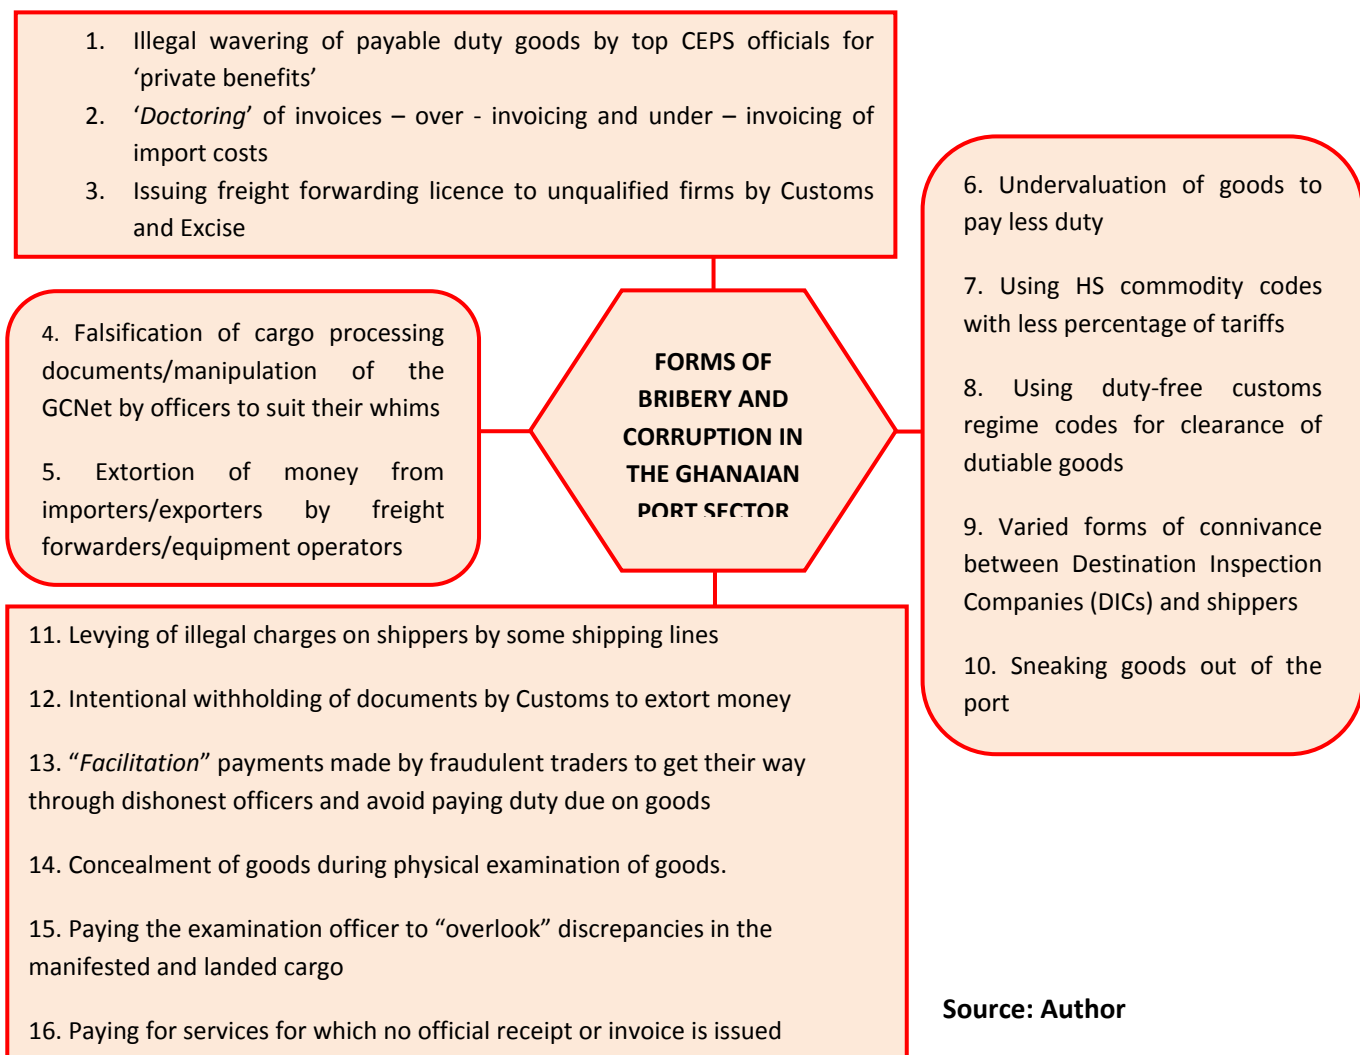 1. Illegal wavering of payable duty goods by top CEPS officials for
‘private benefits’
2. ‘Doctoring’ of invoices – over - invoicing and under – invoicing of
import costs
3. Issuing freight forwarding licence to unqualified firms by Customs
and Excise
4. Falsification of cargo processing
documents/manipulation of the
GCNet by officers to suit their whims
5. Extortion of money from
importers/exporters by freight
forwarders/equipment operators
FORMS OF
BRIBERY AND
CORRUPTION IN
THE GHANAIAN
PORT SECTOR
6. Undervaluation of goods to
pay less duty
7. Using HS commodity codes
with less percentage of tariffs
8. Using duty-free customs
regime codes for clearance of
dutiable goods
9. Varied forms of connivance
between Destination Inspection
Companies (DICs) and shippers
10. Sneaking goods out of the
port
11. Levying of illegal charges on shippers by some shipping lines
12. Intentional withholding of documents by Customs to extort money
13. “Facilitation” payments made by fraudulent traders to get their way
through dishonest officers and avoid paying duty due on goods
14. Concealment of goods during physical examination of goods.
15. Paying the examination officer to “overlook” discrepancies in the
manifested and landed cargo
16. Paying for services for which no official receipt or invoice is issued
Source: Author